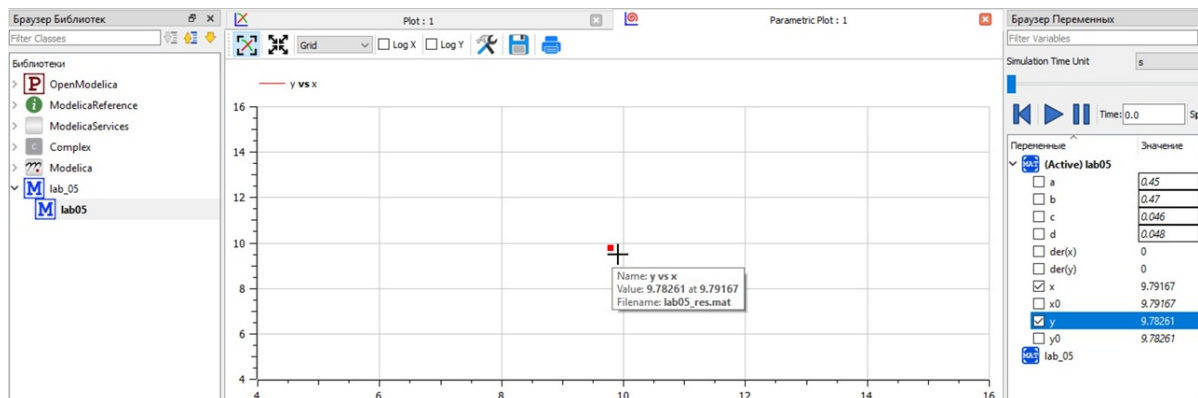 Браузер Библиотек
Filter Classes
Библиотеки
P OpenModelica
i ModelicaReference
ModelicaServices
C Complex
Modelica
M lab_05
M lab05
Plot : 1
Parametric Plot : 1
Grid Log X Log Y
y vs x
16
14
12
10
8
6
4
4 6 8 10 12 14 16
Name: y vs x
Value: 9.78261 at 9.79167
Filename: lab05_res.mat
Браузер Переменных
Filter Variables
Simulation Time Unit s
Time: 0.0 Sp
Переменные Значение
MAT (Active) lab05
a 0.45
b 0.47
c 0.046
d 0.048
der(x) 0
der(y) 0
x 9.79167
x0 9.79167
y 9.78261
y0 9.78261
MAT lab_05